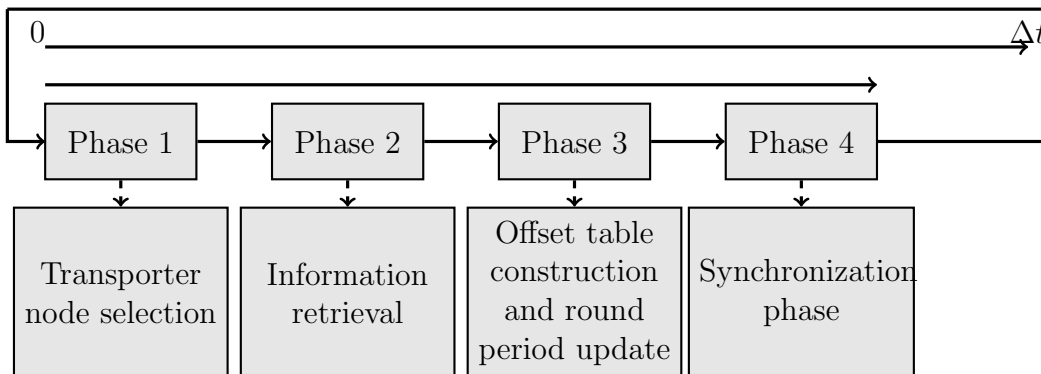 0
Δt
Phase 1
Phase 2
Phase 3
Phase 4
Transporter
node selection
Information
retrieval
Offset table
construction
and round
period update
Synchronization
phase